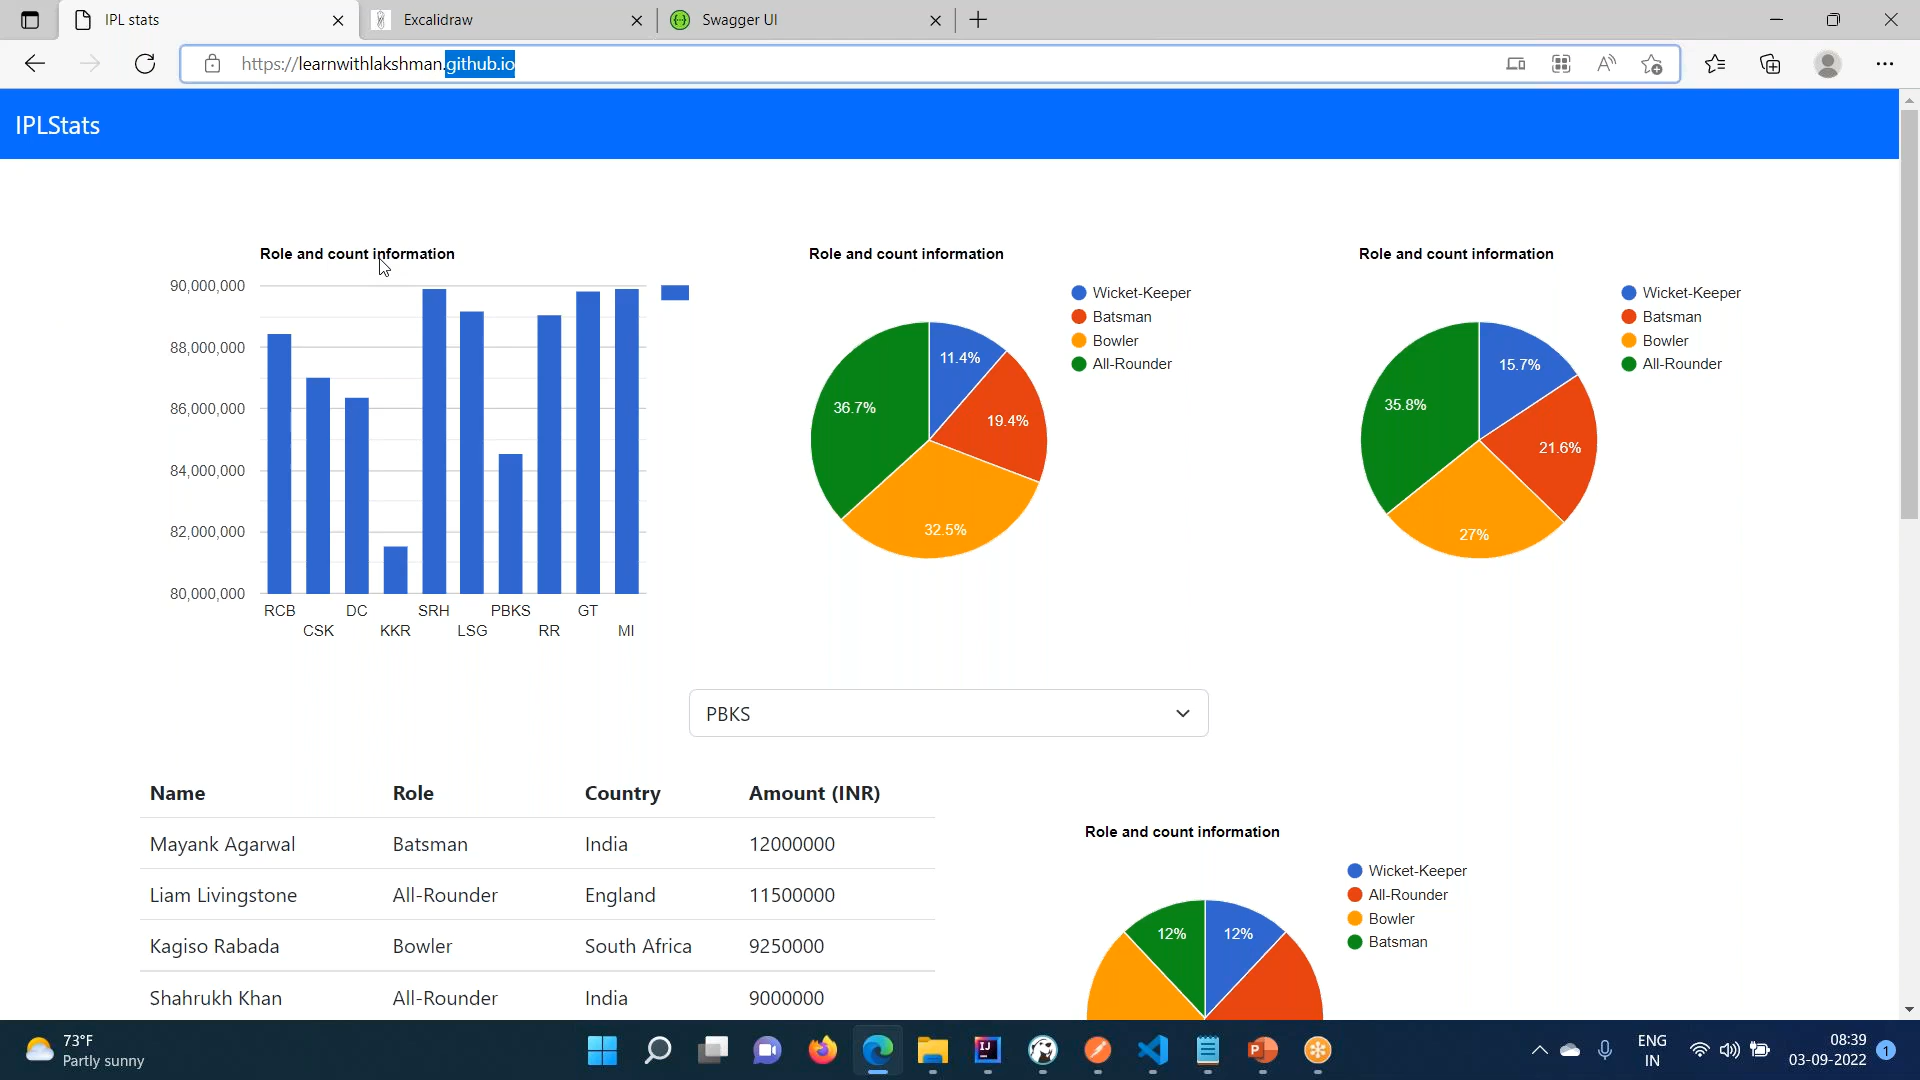 IPL stats
Excalidraw
Swagger UI
https://learnwithlakshman.github.io
IPLStats
Role and count information
90,000,000
88,000,000
86,000,000
84,000,000
82,000,000
80,000,000
RCB
CSK
DC
KKR
SRH
LSG
PBKS
RR
GT
MI
Role and count information
Wicket-Keeper
Batsman
Bowler
All-Rounder
11.4%
19.4%
32.5%
36.7%
Role and count information
Wicket-Keeper
Batsman
Bowler
All-Rounder
15.7%
21.6%
27%
35.8%
PBKS
Name Role Country Amount (INR)
Mayank Agarwal Batsman India 12000000
Liam Livingstone All-Rounder England 11500000
Kagiso Rabada Bowler South Africa 9250000
Shahrukh Khan All-Rounder India 9000000
Role and count information
Wicket-Keeper
All-Rounder
Bowler
Batsman
12%
12%
73°F
Partly sunny
ENG
IN
08:39
03-09-2022
1